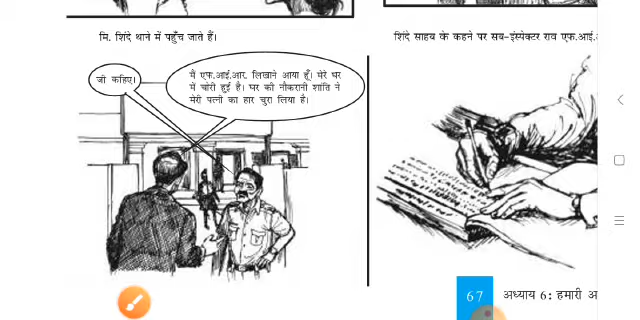 मि. शिंदे थाने में पहुँच जाते हैं।
शिंदे साहब के कहने पर सब-इंस्पेक्टर राव एफ.आई.
जी कहिए।
मैं एफ.आई.आर. लिखाने आया हूँ। मेरे घर
में चोरी हुई है। घर की नौकरानी शांति ने
मेरी पत्नी का हार चुरा लिया है।
67
अध्याय 6: हमारी